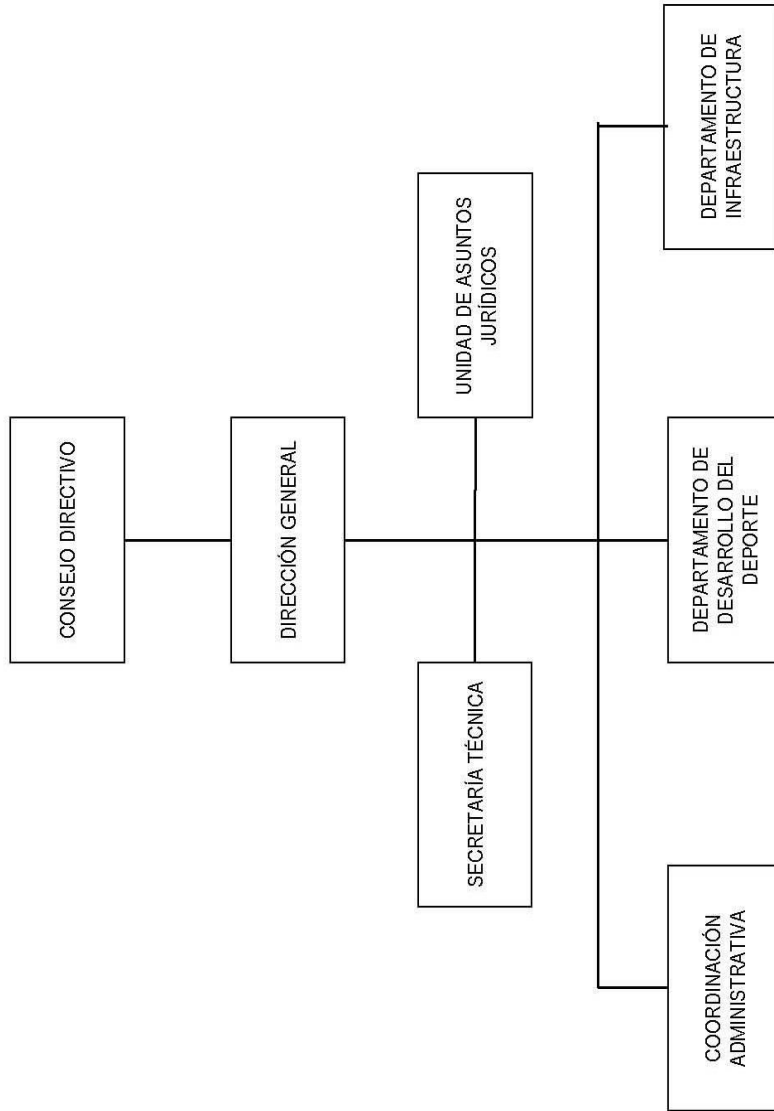 CONSEJO DIRECTIVO
DIRECCIÓN GENERAL
SECRETARÍA TÉCNICA
UNIDAD DE ASUNTOS
JURÍDICOS
COORDINACIÓN
ADMINISTRATIVA
DEPARTAMENTO DE
DESARROLLO DEL
DEPORTE
DEPARTAMENTO DE
INFRAESTRUCTURA